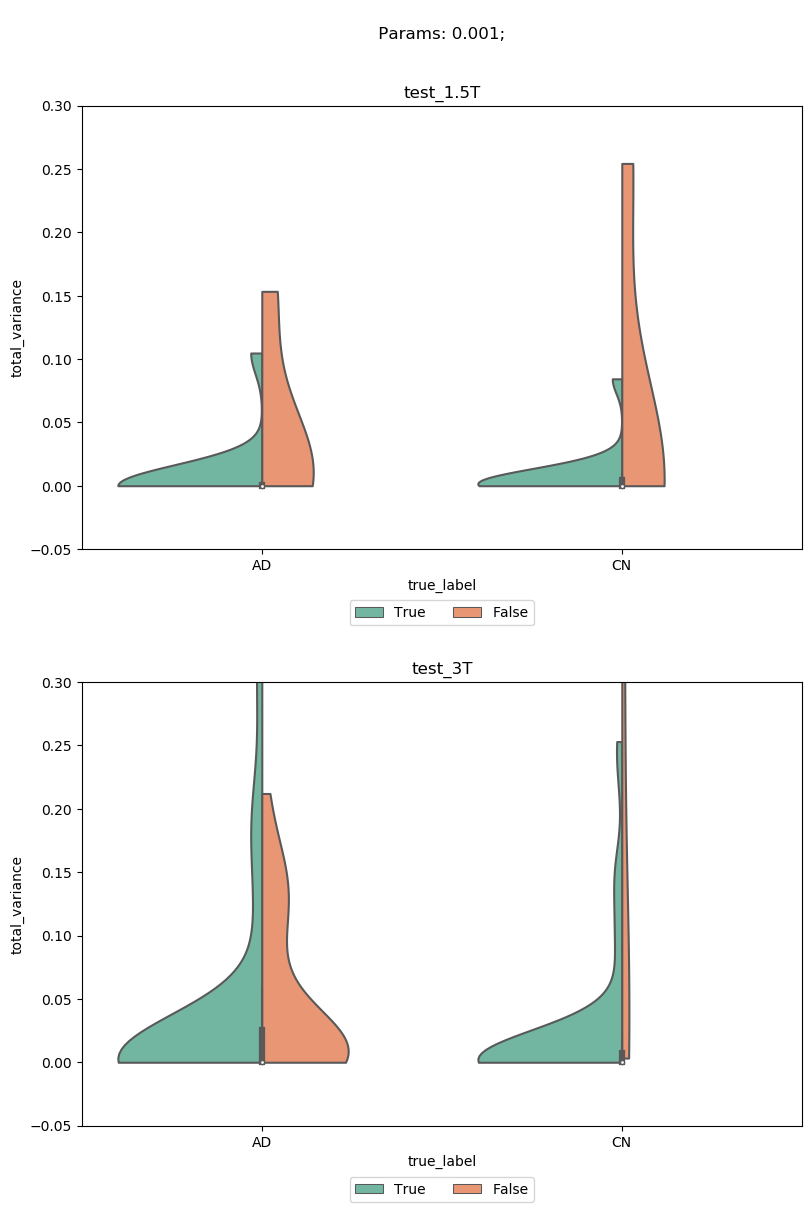 Params: 0.001;
test_1.5T
0.30
0.25
0.20
0.15
0.10
0.05
0.00
−0.05
total_variance
AD CN
true_label
True False
test_3T
0.30
0.25
0.20
0.15
0.10
0.05
0.00
−0.05
total_variance
AD CN
true_label
True False